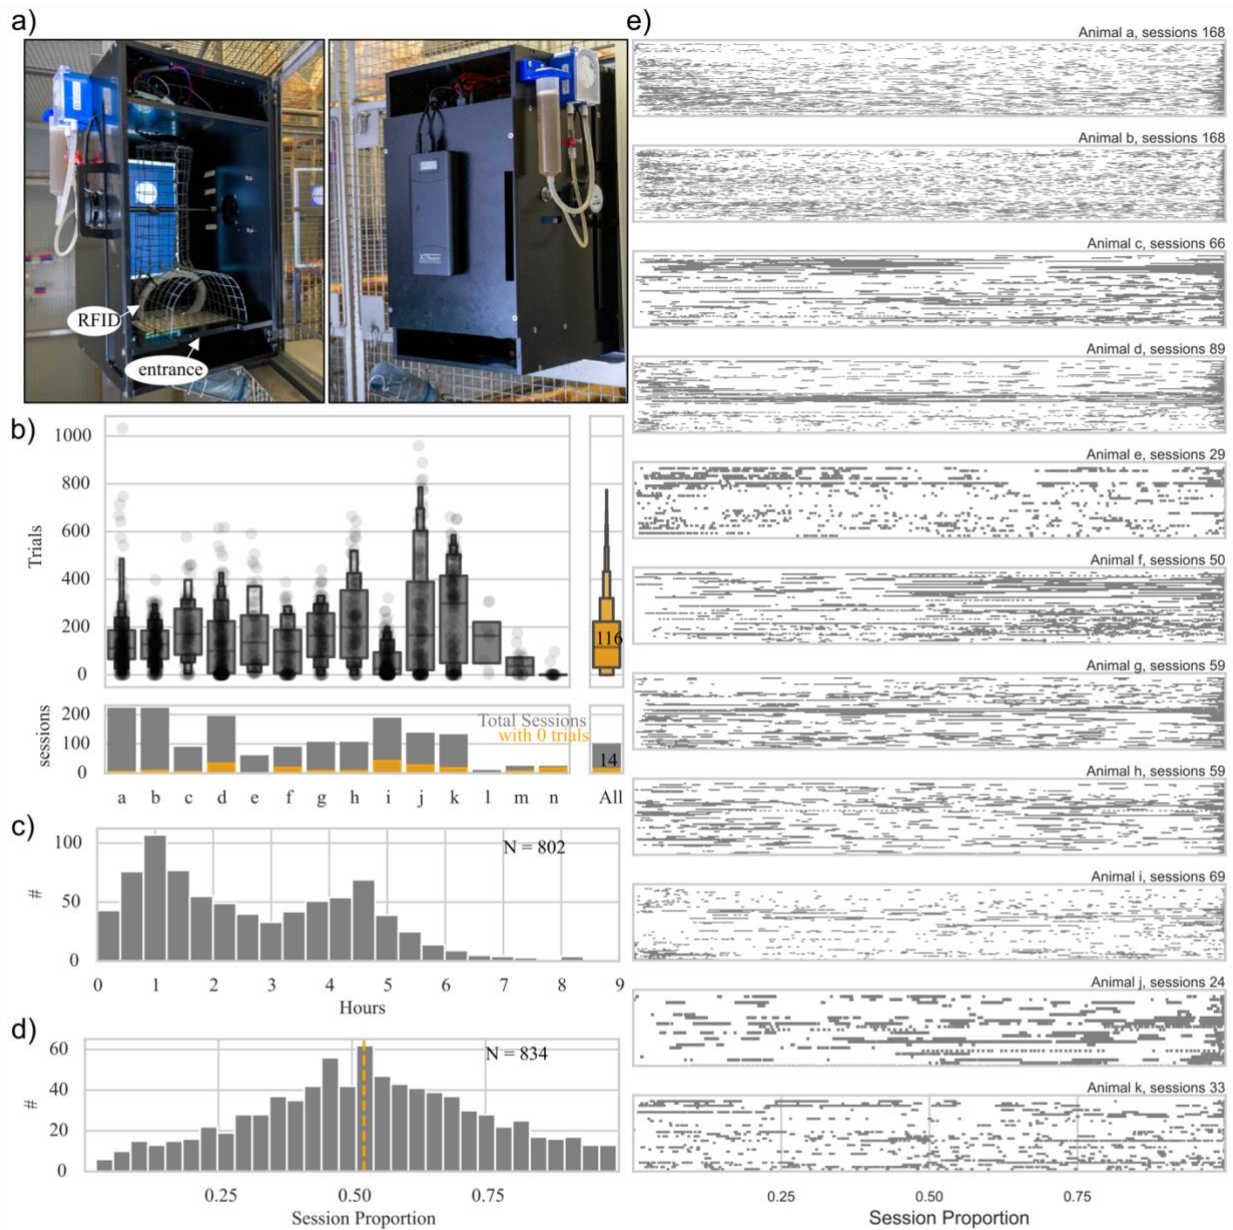 a)
RFID
entrance
b)
1000
800
600
400
200
0
Trials
116
200
100
0
sessions
Total Sessions
with 0 trials
14
a b c d e f g h i j k l m n All
c)
100
50
0
#
N = 802
0 1 2 3 4 5 6 7 8 9
Hours
d)
60
40
20
0
#
N = 834
0.25 0.50 0.75
Session Proportion
e)
Animal a, sessions 168
Animal b, sessions 168
Animal c, sessions 66
Animal d, sessions 89
Animal e, sessions 29
Animal f, sessions 50
Animal g, sessions 59
Animal h, sessions 59
Animal i, sessions 69
Animal j, sessions 24
Animal k, sessions 33
0.25 0.50 0.75
Session Proportion